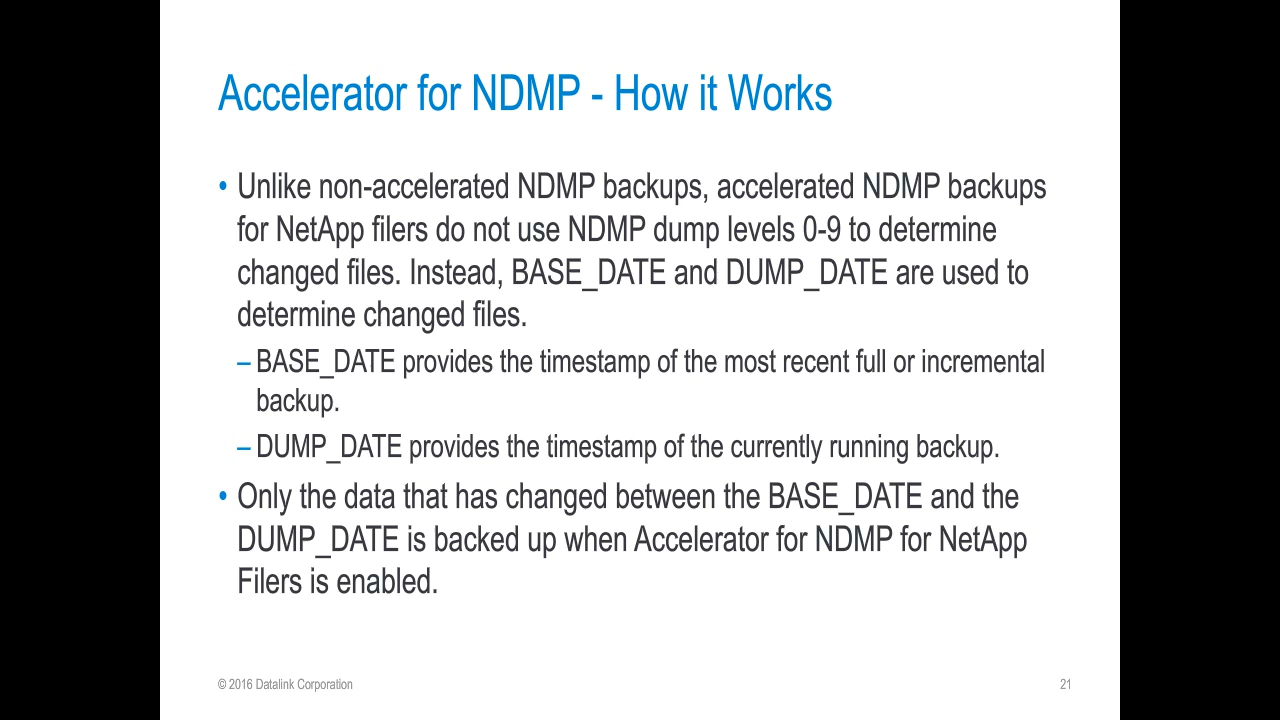 Accelerator for NDMP - How it Works
• Unlike non-accelerated NDMP backups, accelerated NDMP backups
for NetApp filers do not use NDMP dump levels 0-9 to determine
changed files. Instead, BASE_DATE and DUMP_DATE are used to
determine changed files.
– BASE_DATE provides the timestamp of the most recent full or incremental
backup.
– DUMP_DATE provides the timestamp of the currently running backup.
• Only the data that has changed between the BASE_DATE and the
DUMP_DATE is backed up when Accelerator for NDMP for NetApp
Filers is enabled.
© 2016 Datalink Corporation
21